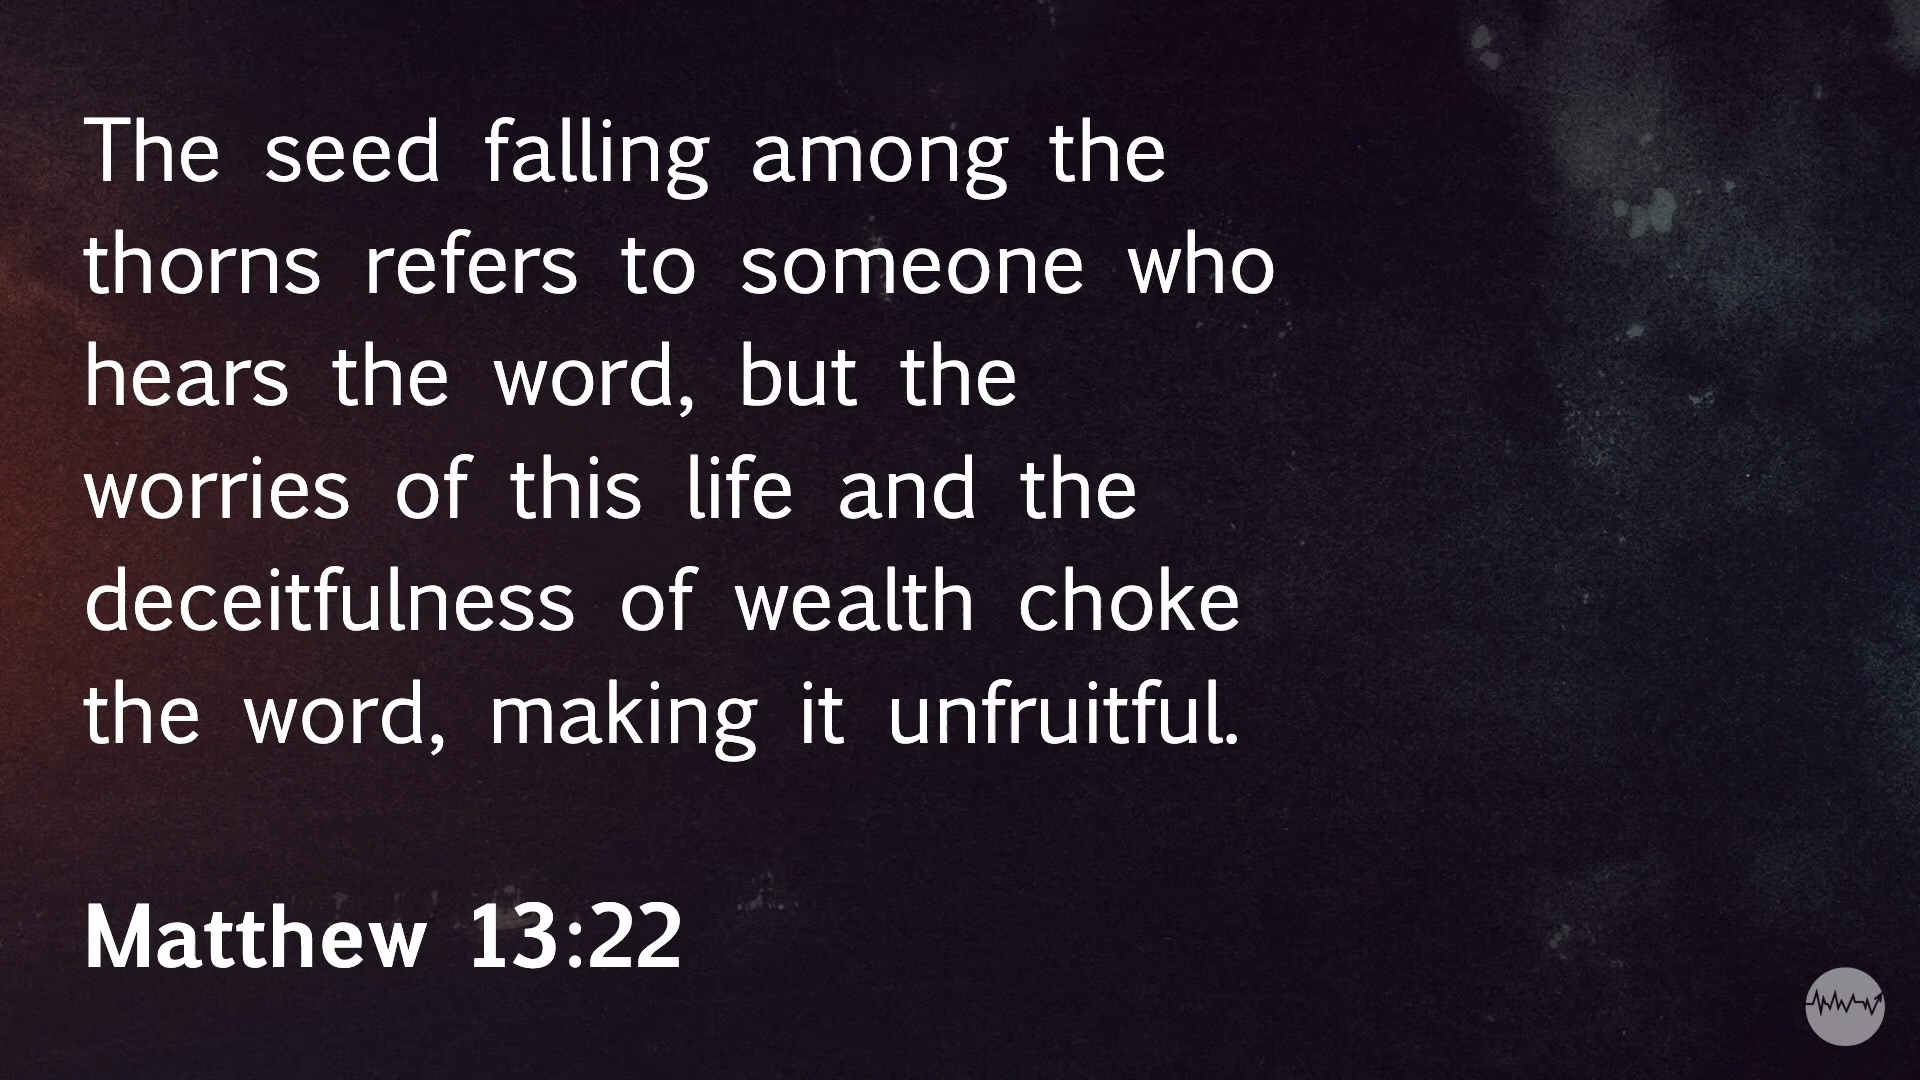 The seed falling among the
thorns refers to someone who
hears the word, but the
worries of this life and the
deceitfulness of wealth choke
the word, making it unfruitful.
Matthew 13:22